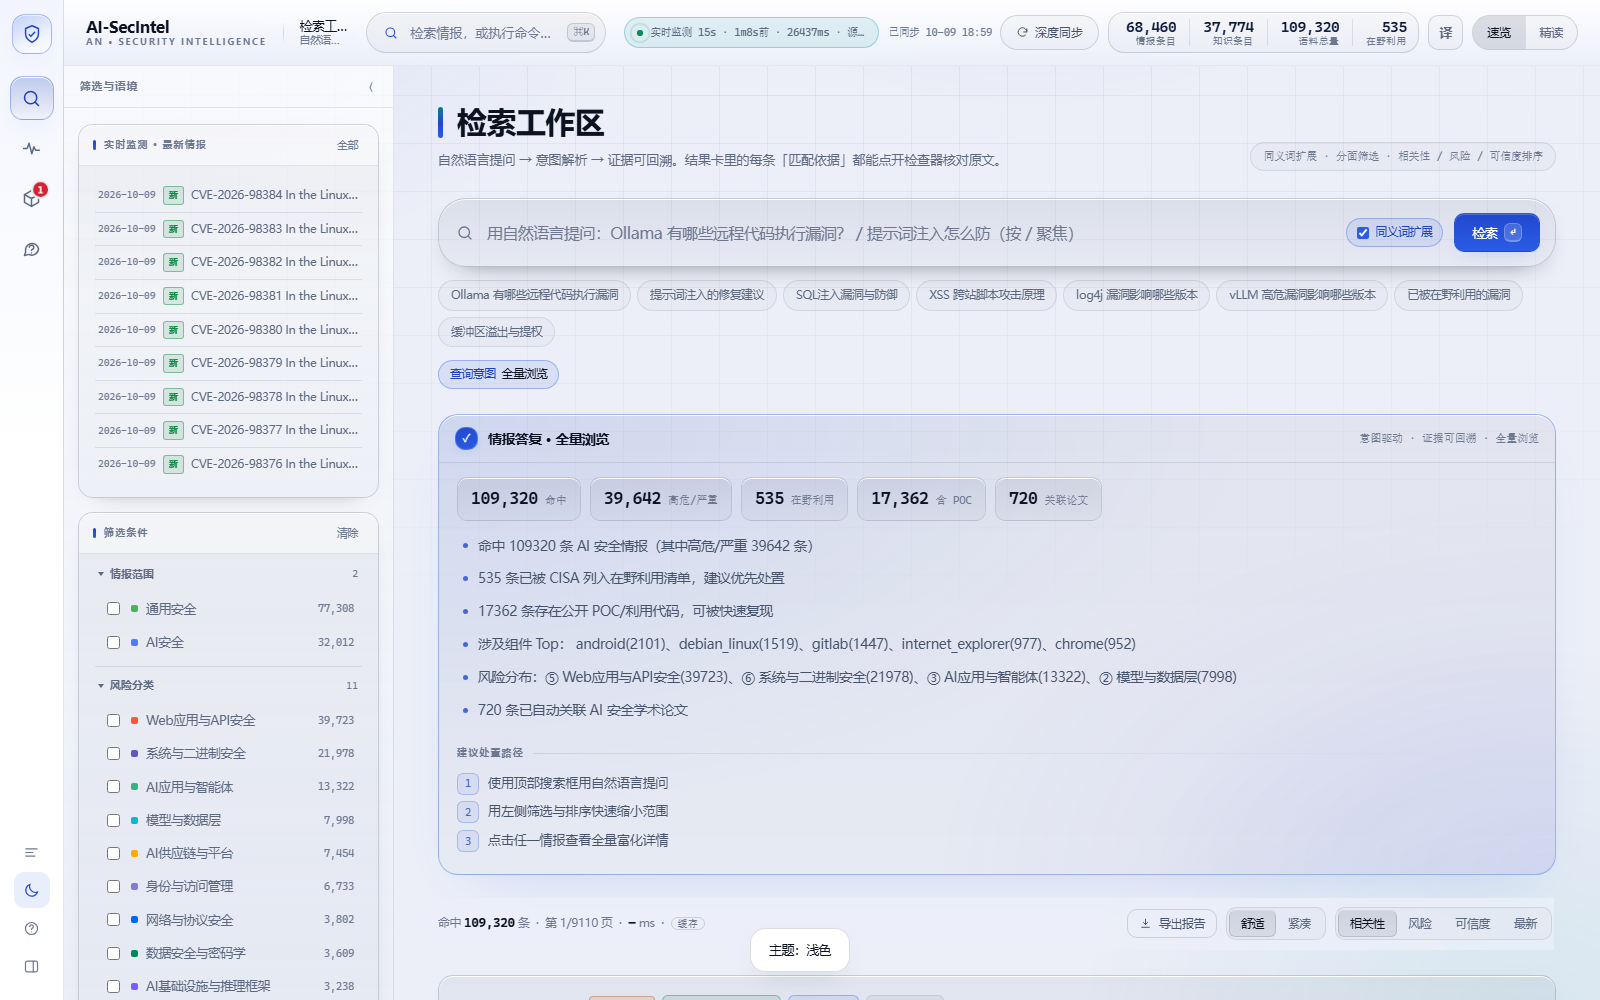 AI-SecIntel
AN • SECURITY INTELLIGENCE
检索工...
自然语...
检索情报，或执行命令...
⌘K
实时监测 15s · 1m8s前 · 26437ms · 源...
已同步 10-09 18:59
深度同步
68,460 情报条目
37,774 知识条目
109,320 语料总量
535 在野利用
译
速览
精读
筛选与语境
实时监测 • 最新情报
全部
2026-10-09 新 CVE-2026-98384 In the Linux...
2026-10-09 新 CVE-2026-98383 In the Linux...
2026-10-09 新 CVE-2026-98382 In the Linux...
2026-10-09 新 CVE-2026-98381 In the Linux...
2026-10-09 新 CVE-2026-98380 In the Linux...
2026-10-09 新 CVE-2026-98379 In the Linux...
2026-10-09 新 CVE-2026-98378 In the Linux...
2026-10-09 新 CVE-2026-98377 In the Linux...
2026-10-09 新 CVE-2026-98376 In the Linux...
筛选条件
清除
情报范围 2
通用安全 77,308
AI安全 32,012
风险分类 11
Web应用与API安全 39,723
系统与二进制安全 21,978
AI应用与智能体 13,322
模型与数据层 7,998
AI供应链与平台 7,454
身份与访问管理 6,733
网络与协议安全 3,802
数据安全与密码学 3,609
AI基础设施与推理框架 3,238
1
检索工作区
自然语言提问 → 意图解析 → 证据可回溯。结果卡里的每条「匹配依据」都能点开检查器核对原文。
同义词扩展 · 分面筛选 · 相关性 / 风险 / 可信度排序
用自然语言提问：Ollama 有哪些远程代码执行漏洞？ / 提示词注入怎么防（按 / 聚焦）
同义词扩展
检索
Ollama 有哪些远程代码执行漏洞
提示词注入的修复建议
SQL注入漏洞与防御
XSS 跨站脚本攻击原理
log4j 漏洞影响哪些版本
vLLM 高危漏洞影响哪些版本
已被在野利用的漏洞
缓冲区溢出与提权
查询意图 全量浏览
情报答复 • 全量浏览
意图驱动 · 证据可回溯 · 全量浏览
109,320 命中
39,642 高危/严重
535 在野利用
17,362 含 POC
720 关联论文
命中 109320 条 AI 安全情报（其中高危/严重 39642 条）
535 条已被 CISA 列入在野利用清单，建议优先处置
17362 条存在公开 POC/利用代码，可被快速复现
涉及组件 Top： android(2101)、debian_linux(1519)、gitlab(1447)、internet_explorer(977)、chrome(952)
风险分布：⑤ Web应用与API安全(39723)、⑥ 系统与二进制安全(21978)、③ AI应用与智能体(13322)、② 模型与数据层(7998)
720 条已自动关联 AI 安全学术论文
建议处置路径
1 使用顶部搜索框用自然语言提问
2 用左侧筛选与排序快速缩小范围
3 点击任一情报查看全量富化详情
命中 109,320 条 · 第 1/9110 页 · – ms · 缓存
导出报告
舒适
紧凑
相关性
风险
可信度
最新
主题：浅色